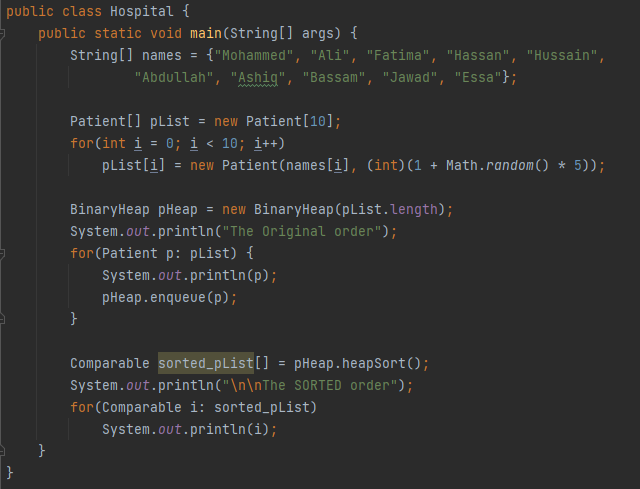 public class Hospital {
    public static void main(String[] args) {
        String[] names = {"Mohammed", "Ali", "Fatima", "Hassan", "Hussain",
                "Abdullah", "Ashiq", "Bassam", "Jawad", "Essa"};

        Patient[] pList = new Patient[10];
        for(int i = 0; i < 10; i++)
            pList[i] = new Patient(names[i], (int)(1 + Math.random() * 5));

        BinaryHeap pHeap = new BinaryHeap(pList.length);
        System.out.println("The Original order");
        for(Patient p: pList) {
            System.out.println(p);
            pHeap.enqueue(p);
        }

        Comparable sorted_pList[] = pHeap.heapSort();
        System.out.println("\n\nThe SORTED order");
        for(Comparable i: sorted_pList)
            System.out.println(i);
    }
}